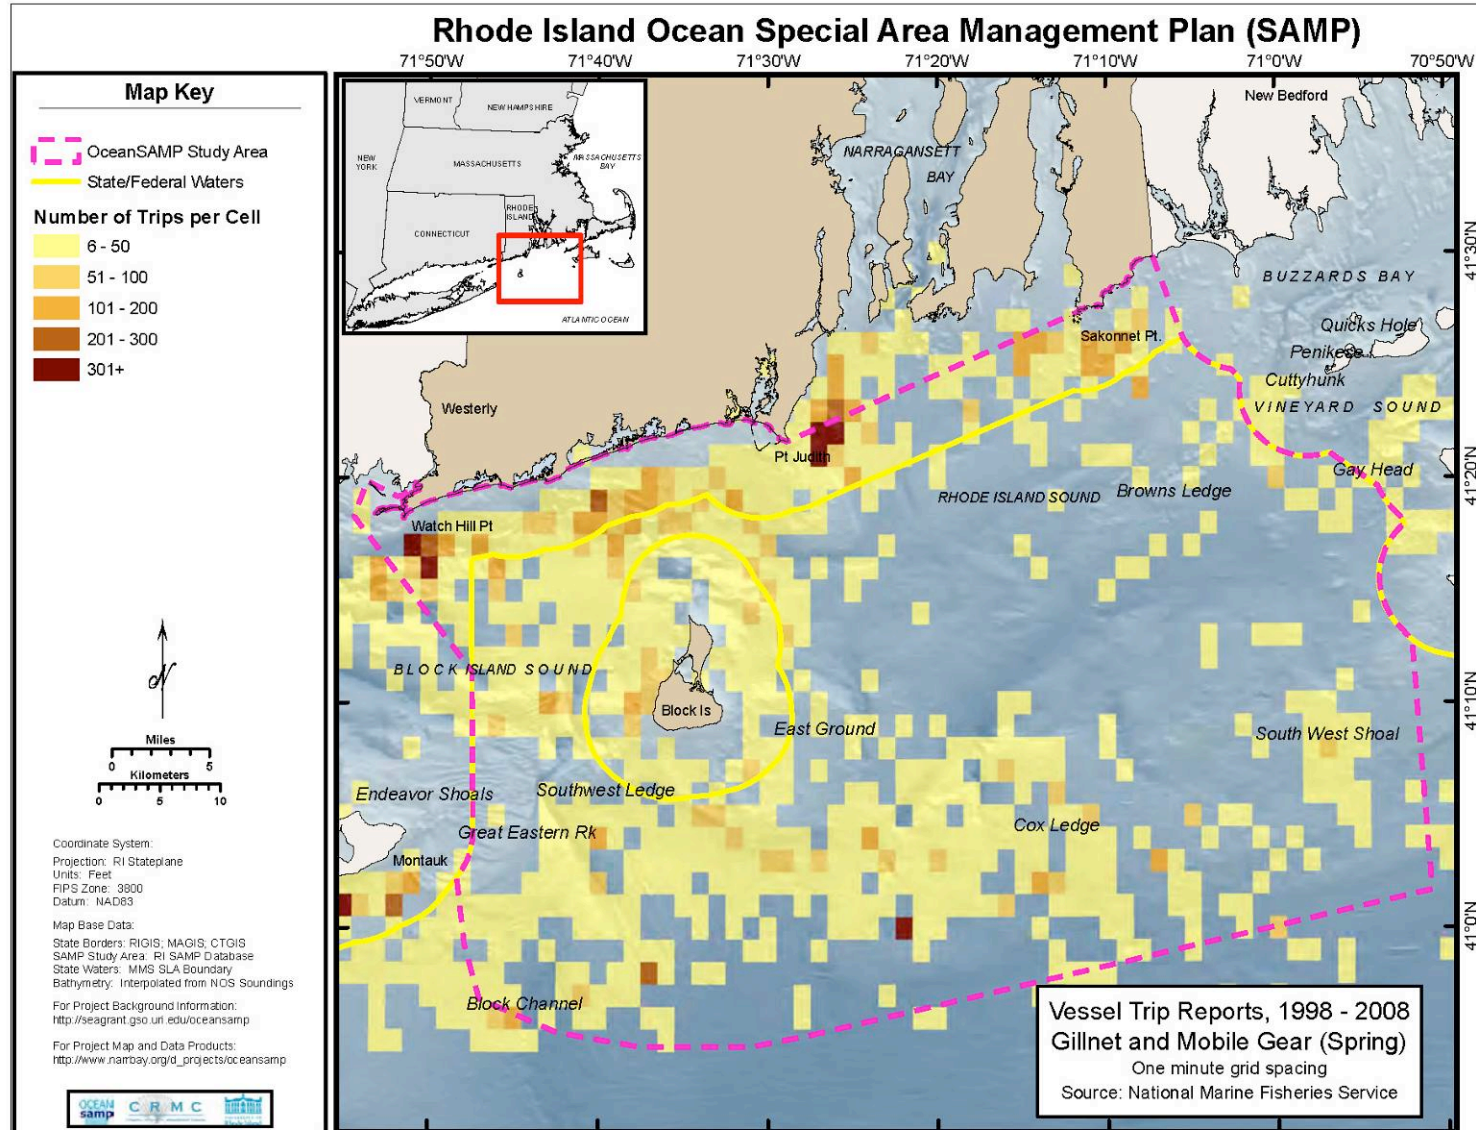 Rhode Island Ocean Special Area Management Plan (SAMP)
71°50'W
71°40'W
71°30'W
71°20'W
71°10'W
71°0'W
70°50'W
Map Key
OceanSAMP Study Area
State/Federal Waters
Number of Trips per Cell
6 - 50
51 - 100
101 - 200
201 - 300
301+
N
Miles
0 5
Kilometers
0 5 10
Coordinate System:
Projection: RI Stateplane
Units: Feet
FIPS Zone: 3800
Datum: NAD83
Map Base Data:
State Borders: RIGIS; MAGIS; CTGIS
SAMP Study Area: RI SAMP Database
State Waters: MMS SLA Boundary
Bathymetry: Interpolated from NOS Soundings
For Project Background Information:
http://seagrant.gso.uri.edu/oceansamp
For Project Map and Data Products:
http://www.narrbay.org/d_projects/oceansamp
OCEAN
samp
CRMC
VERMONT
NEW HAMPSHIRE
NEW
YORK
MASSACHUSETTS
MASSACHUSETTS
BAY
RHODE
ISLAND
CONNECTICUT
ATLANTIC OCEAN
New Bedford
NARRAGANSETT
BAY
BUZZARDS BAY
Quicks Hole
Sakonnet Pt.
Penikese
Cuttyhunk
Westerly
VINEYARD SOUND
Pt Judith
Gay Head
RHODE ISLAND SOUND
Browns Ledge
Watch Hill Pt
BLOCK ISLAND SOUND
Block Is
East Ground
South West Shoal
Endeavor Shoals
Southwest Ledge
Great Eastern Rk
Cox Ledge
Montauk
Block Channel
41°30'N
41°20'N
41°10'N
41°0'N
Vessel Trip Reports, 1998 - 2008
Gillnet and Mobile Gear (Spring)
One minute grid spacing
Source: National Marine Fisheries Service